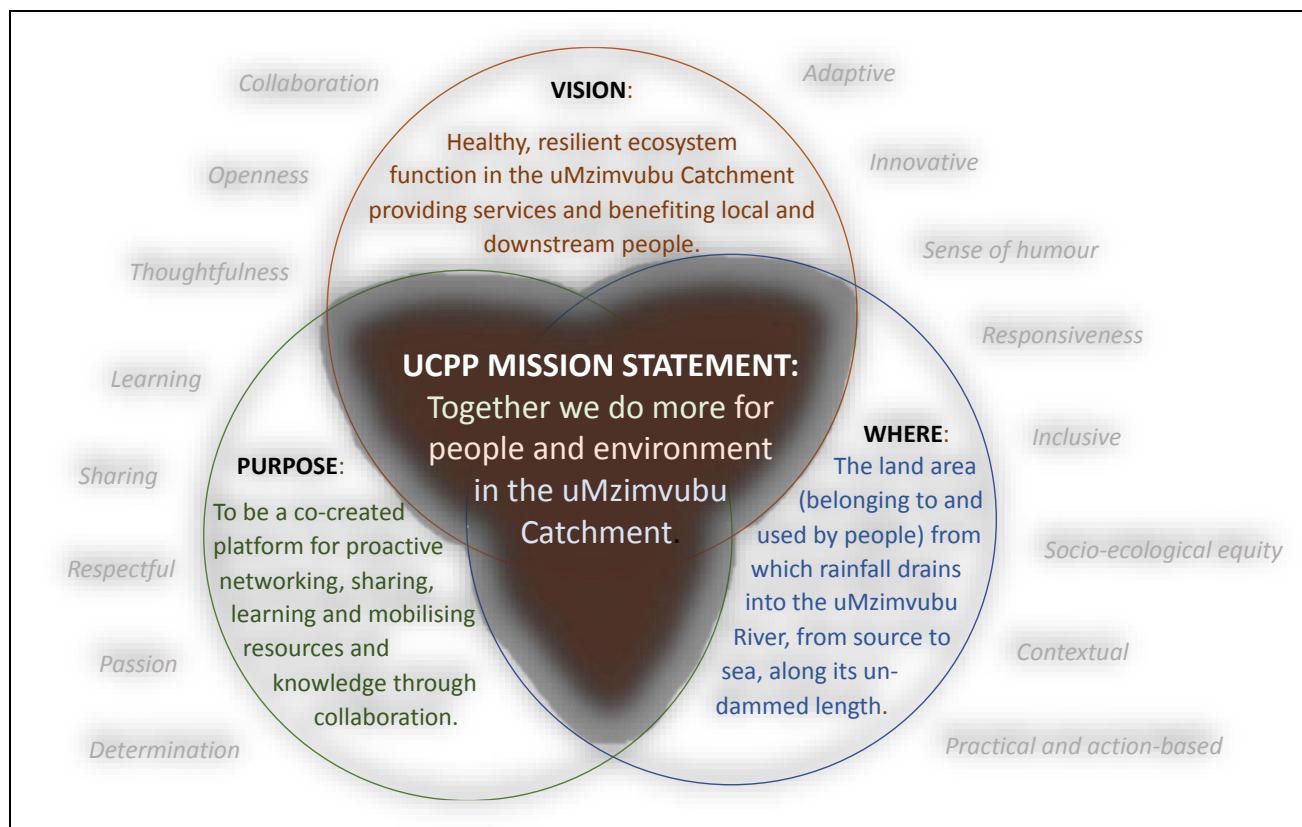 Collaboration
Openness
Thoughtfulness
Learning
Sharing
Respectful
Passion
Determination
VISION:
Healthy, resilient ecosystem
function in the uMzimvubu Catchment
providing services and benefiting local and
downstream people.
UCPP MISSION STATEMENT:
Together we do more for
people and environment
in the uMzimvubu
Catchment.
PURPOSE:
To be a co-created
platform for proactive
networking, sharing,
learning and mobilising
resources and
knowledge through
collaboration.
WHERE:
The land area
(belonging to and
used by people) from
which rainfall drains
into the uMzimvubu
River, from source to
sea, along its un-
dammed length.
Adaptive
Innovative
Sense of humour
Responsiveness
Inclusive
Socio-ecological equity
Contextual
Practical and action-based